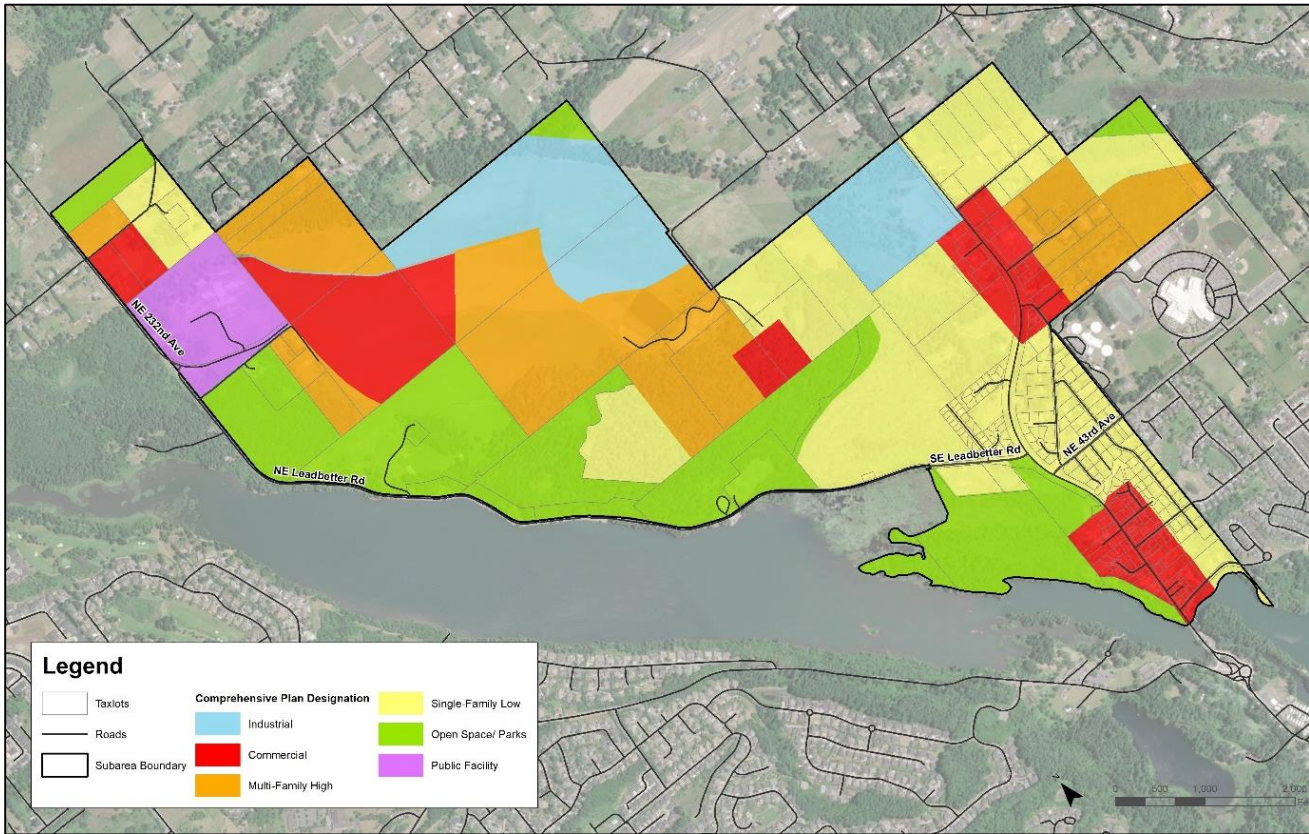 NE 232nd Ave
NE Leadbetter Rd
SE Leadbetter Rd
NE 43rd Ave
Legend
Taxlots
Roads
Subarea Boundary
Comprehensive Plan Designation
Industrial
Commercial
Multi-Family High
Single-Family Low
Open Space/ Parks
Public Facility
0 500 1,000 2,000